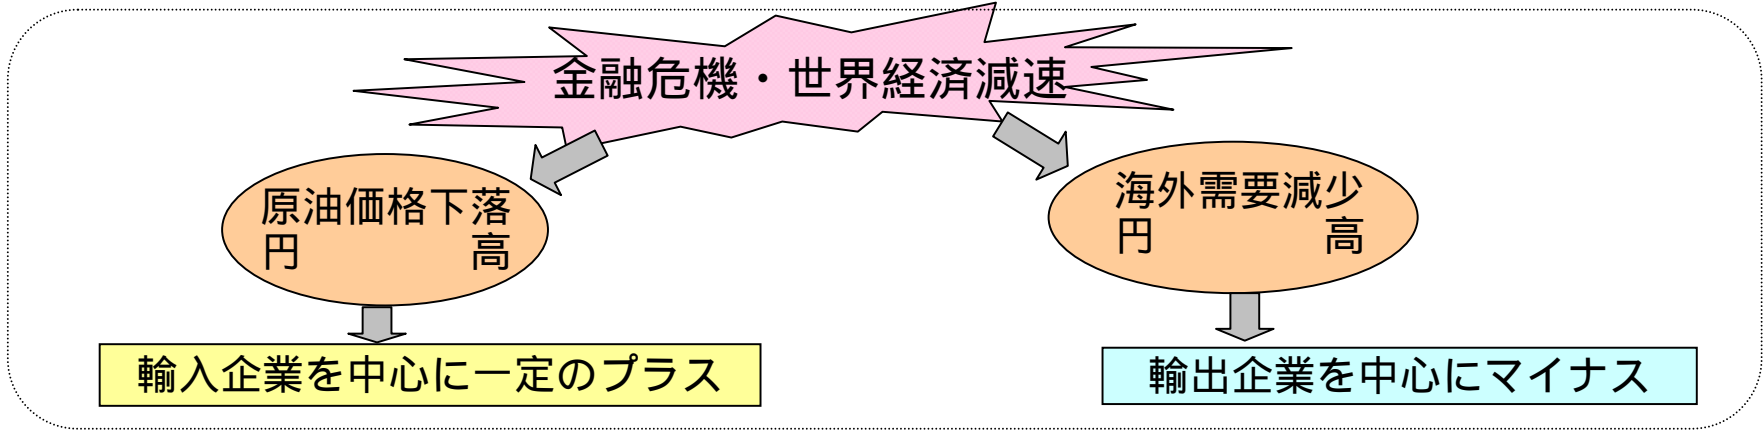 金融危機・世界経済減速
原油価格下落
円　　　　高
海外需要減少
円　　　　高
輸入企業を中心に一定のプラス
輸出企業を中心にマイナス